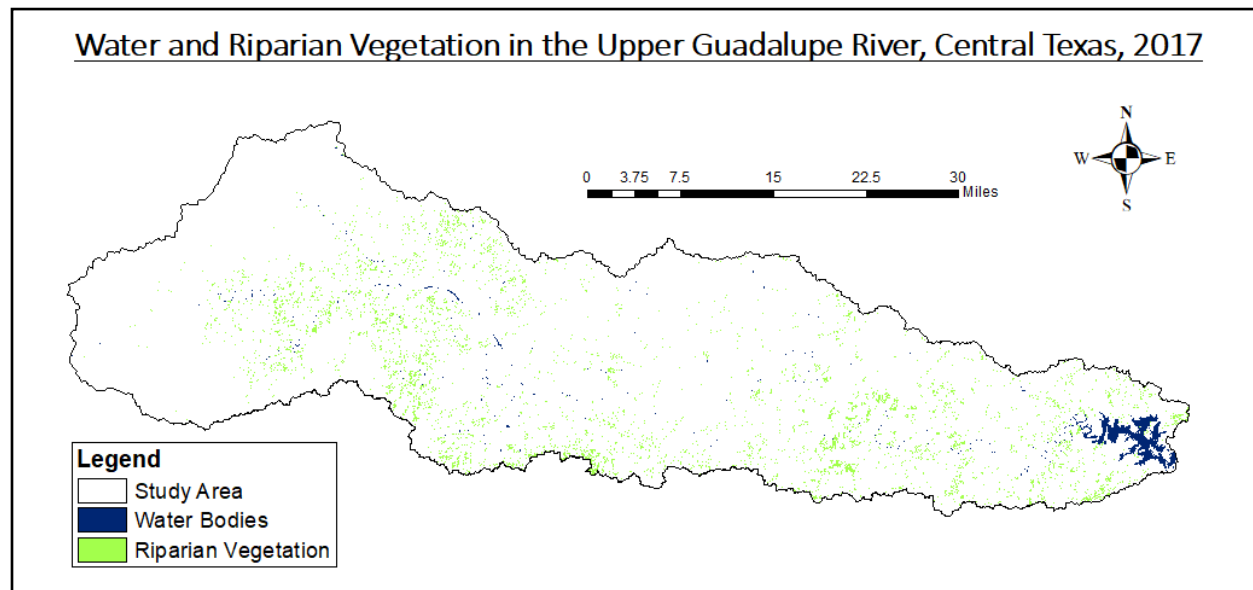 Water and Riparian Vegetation in the Upper Guadalupe River, Central Texas, 2017
N
W E
S
0 3.75 7.5 15 22.5 30
Miles
Legend
Study Area
Water Bodies
Riparian Vegetation